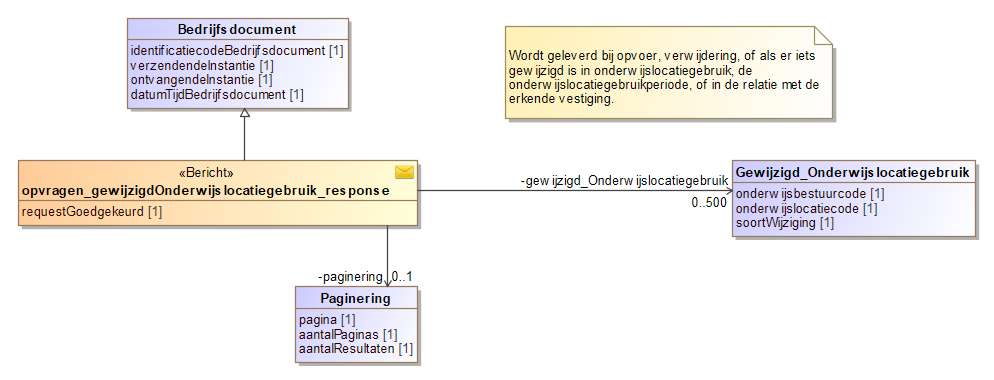 Bedrijfsdocument
identificatiecodeBedrijfsdocument [1]
verzendendeInstantie [1]
ontvangendeInstantie [1]
datumTijdBedrijfsdocument [1]
Wordt geleverd bij opvoer, verwijdering, of als er iets
gewijzigd is in onderwijslocatiegebruik, de
onderwijslocatiegebruikperiode, of in de relatie met de
erkende vestiging.
«Bericht»
opvragen_gewijzigdOnderwijslocatiegebruik_response
requestGoedgekeurd [1]
-gewijzigd_Onderwijslocatiegebruik
0..500
Gewijzigd_Onderwijslocatiegebruik
onderwijsbestuurcode [1]
onderwijslocatiecode [1]
soortWijziging [1]
-paginering 0..1
Paginering
pagina [1]
aantalPaginas [1]
aantalResultaten [1]